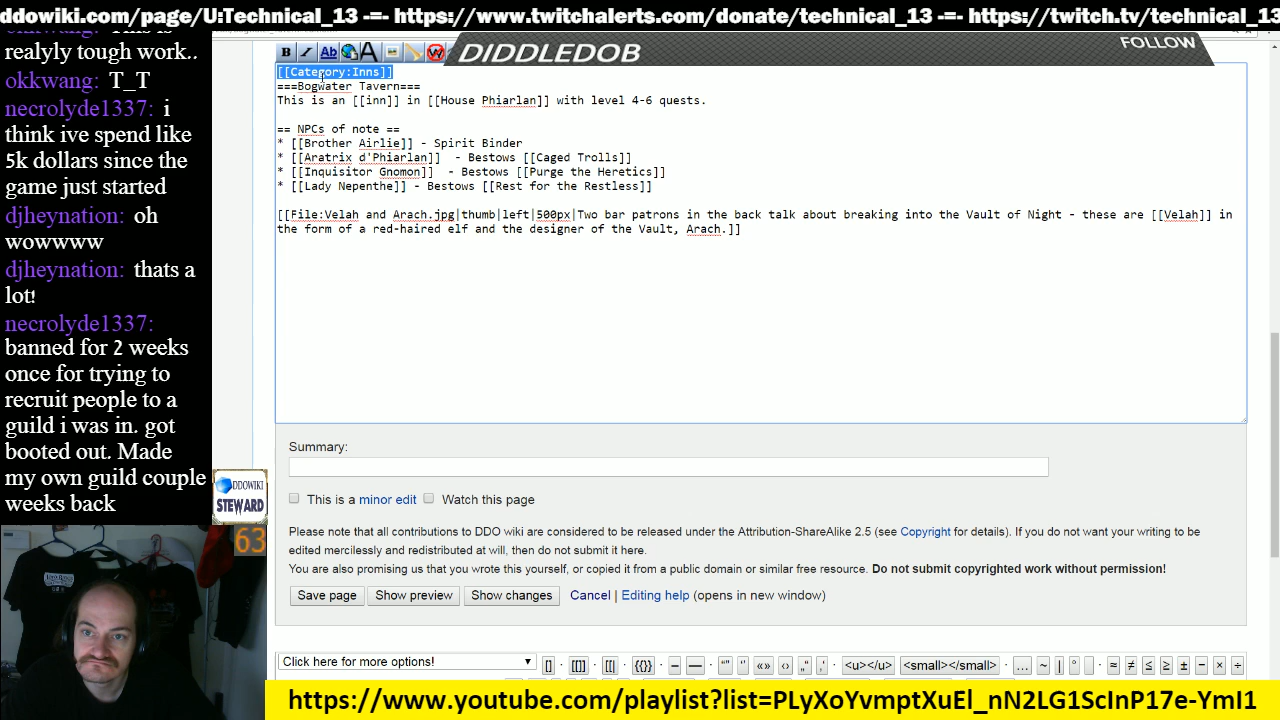 ddowiki.com/page/U:Technical_13 -=- https://www.twitchalerts.com/donate/technical_13 -=- https://twitch.tv/technical_13
okkwang: This is
realyly tough work..
okkwang: T_T
necrolyde1337: i
think ive spend like
5k dollars since the
game just started
djheynation: oh
wowwww
djheynation: thats a
lot!
necrolyde1337:
banned for 2 weeks
once for trying to
recruit people to a
guild i was in. got
booted out. Made
my own guild couple
weeks back
DDOWIKI
STEWARD
63
DIDDLEDOB
FOLLOW
B I Ab A W
[[Category:Inns]]
===Bogwater Tavern===
This is an [[inn]] in [[House Phiarlan]] with level 4-6 quests.
== NPCs of note ==
* [[Brother Airlie]] - Spirit Binder
* [[Aratrix d'Phiarlan]]  - Bestows [[Caged Trolls]]
* [[Inquisitor Gnomon]]  - Bestows [[Purge the Heretics]]
* [[Lady Nepenthe]] - Bestows [[Rest for the Restless]]
[[File:Velah and Arach.jpg|thumb|left|500px|Two bar patrons in the back talk about breaking into the Vault of Night - these are [[Velah]] in
the form of a red-haired elf and the designer of the Vault, Arach.]]
Summary:
This is a minor edit Watch this page
Please note that all contributions to DDO wiki are considered to be released under the Attribution-ShareAlike 2.5 (see Copyright for details). If you do not want your writing to be
edited mercilessly and redistributed at will, then do not submit it here.
You are also promising us that you wrote this yourself, or copied it from a public domain or similar free resource. Do not submit copyrighted work without permission!
Save page Show preview Show changes Cancel | Editing help (opens in new window)
Click here for more options! [] · [[]] · [[| · {{}} · – — · “” ‘’ «» ‹› „“ ‚‘ · <u></u> <small></small> · … ~ | ° · ≈ ≠ ≤ ≥ ± − × ÷
https://www.youtube.com/playlist?list=PLyXoYvmptXuEl_nN2LG1ScInP17e-YmI1